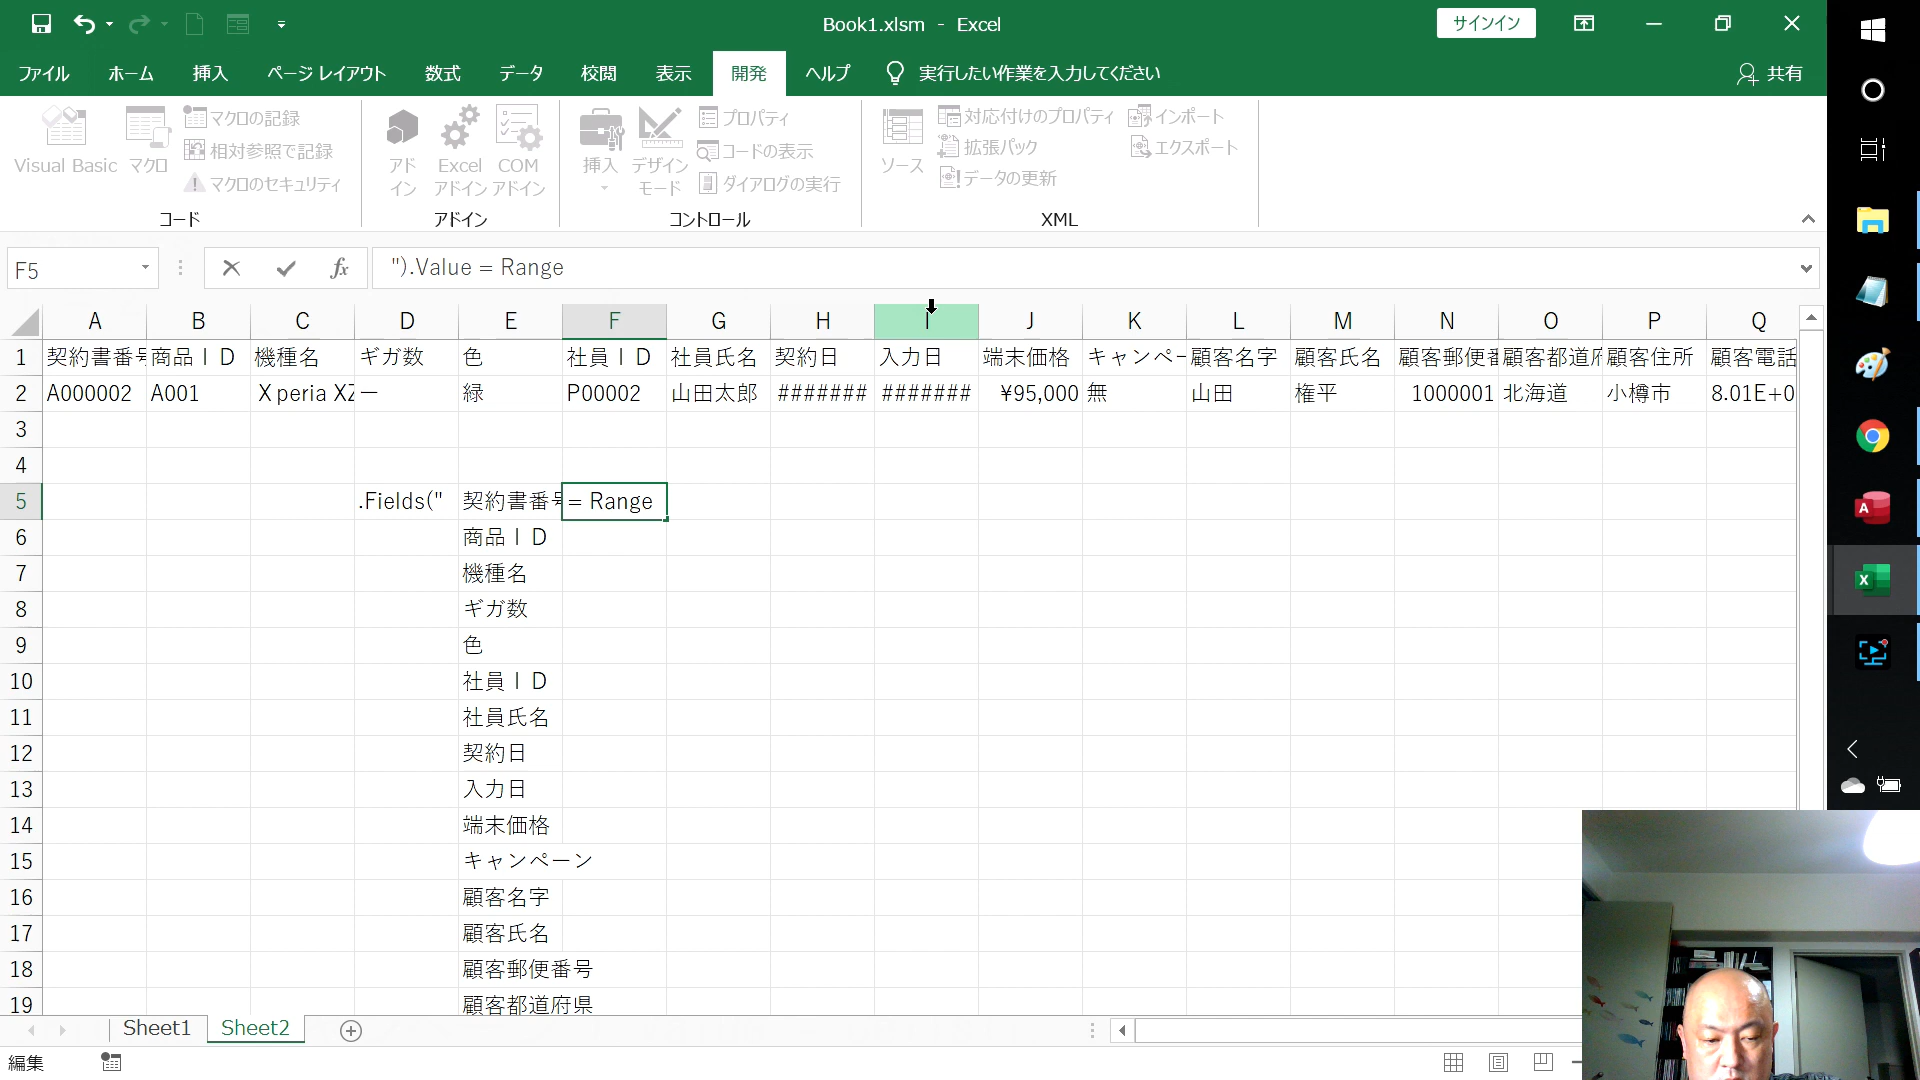 Book1.xlsm - Excel
サインイン
ファイル ホーム 挿入 ページ レイアウト 数式 データ 校閲 表示 開発 ヘルプ 実行したい作業を入力してください 共有
Visual Basic
マクロ
マクロの記録
相対参照で記録
マクロのセキュリティ
コード
アドイン
Excel アドイン
COM アドイン
アドイン
挿入
デザイン モード
プロパティ
コードの表示
ダイアログの実行
コントロール
ソース
対応付けのプロパティ
拡張パック
データの更新
インポート
エクスポート
XML
F5
fx
").Value = Range
A B C D E F G H I J K L M N O P Q
1 契約書番号 商品ＩＤ 機種名 ギガ数 色 社員ＩＤ 社員氏名 契約日 入力日 端末価格 キャンペー 顧客名字 顧客氏名 顧客郵便番 顧客都道府 顧客住所 顧客電話
2 A000002 A001 Ｘperia XZ ー 緑 P00002 山田太郎 ####### ####### ¥95,000 無 山田 権平 1000001 北海道 小樽市 8.01E+0
3
4
5 .Fields(" 契約書番号 = Range
6 商品ＩＤ
7 機種名
8 ギガ数
9 色
10 社員ＩＤ
11 社員氏名
12 契約日
13 入力日
14 端末価格
15 キャンペーン
16 顧客名字
17 顧客氏名
18 顧客郵便番号
19 顧客都道府県
Sheet1 Sheet2
編集